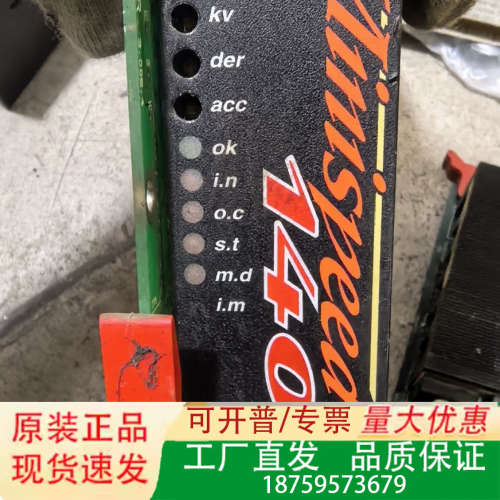 kv
der
acc
ok
i.n
o.c
s.t
m.d
i.m
Minispeed
140
原装正品
现货速发
可开普/专票 量大优惠
工厂直发 品质保证
18759573679